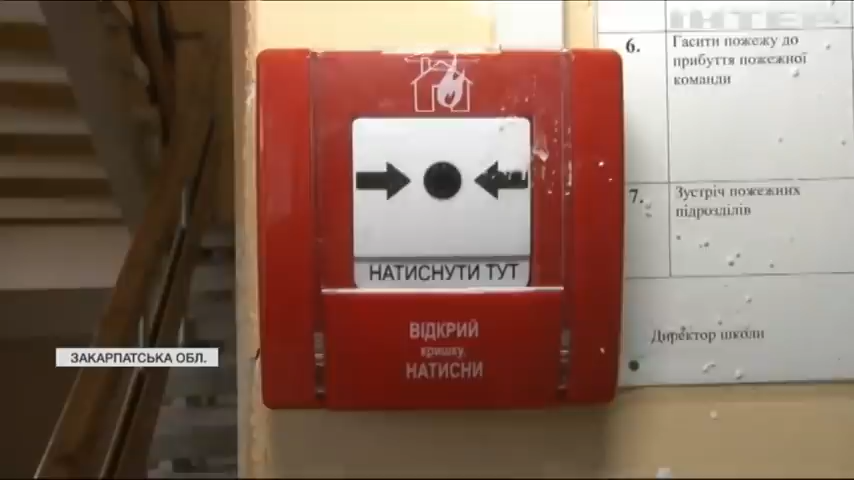 ІНТЕР
6.
Гасити пожежу до
прибуття пожежної
команди
7.
Зустріч пожежних
підрозділів
Директор школи
НАТИСНУТИ ТУТ
ВІДКРИЙ
кришку,
НАТИСНИ
ЗАКАРПАТСЬКА ОБЛ.